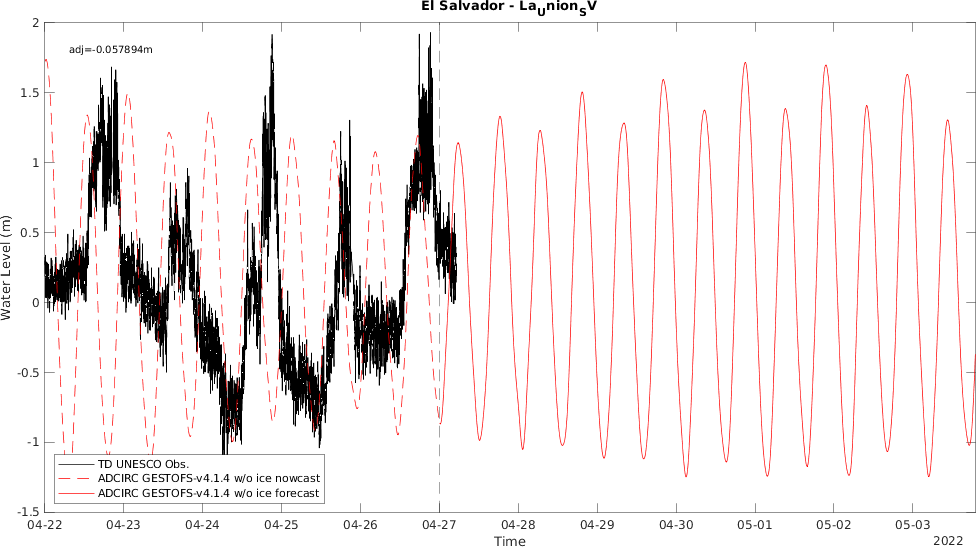 El Salvador - LaUnionSV
adj=-0.057894m
Water Level (m)
2
1.5
1
0.5
0
-0.5
-1
-1.5
TD UNESCO Obs.
ADCIRC GESTOFS-v4.1.4 w/o ice nowcast
ADCIRC GESTOFS-v4.1.4 w/o ice forecast
04-22 04-23 04-24 04-25 04-26 04-27 04-28 04-29 04-30 05-01 05-02 05-03
Time
2022